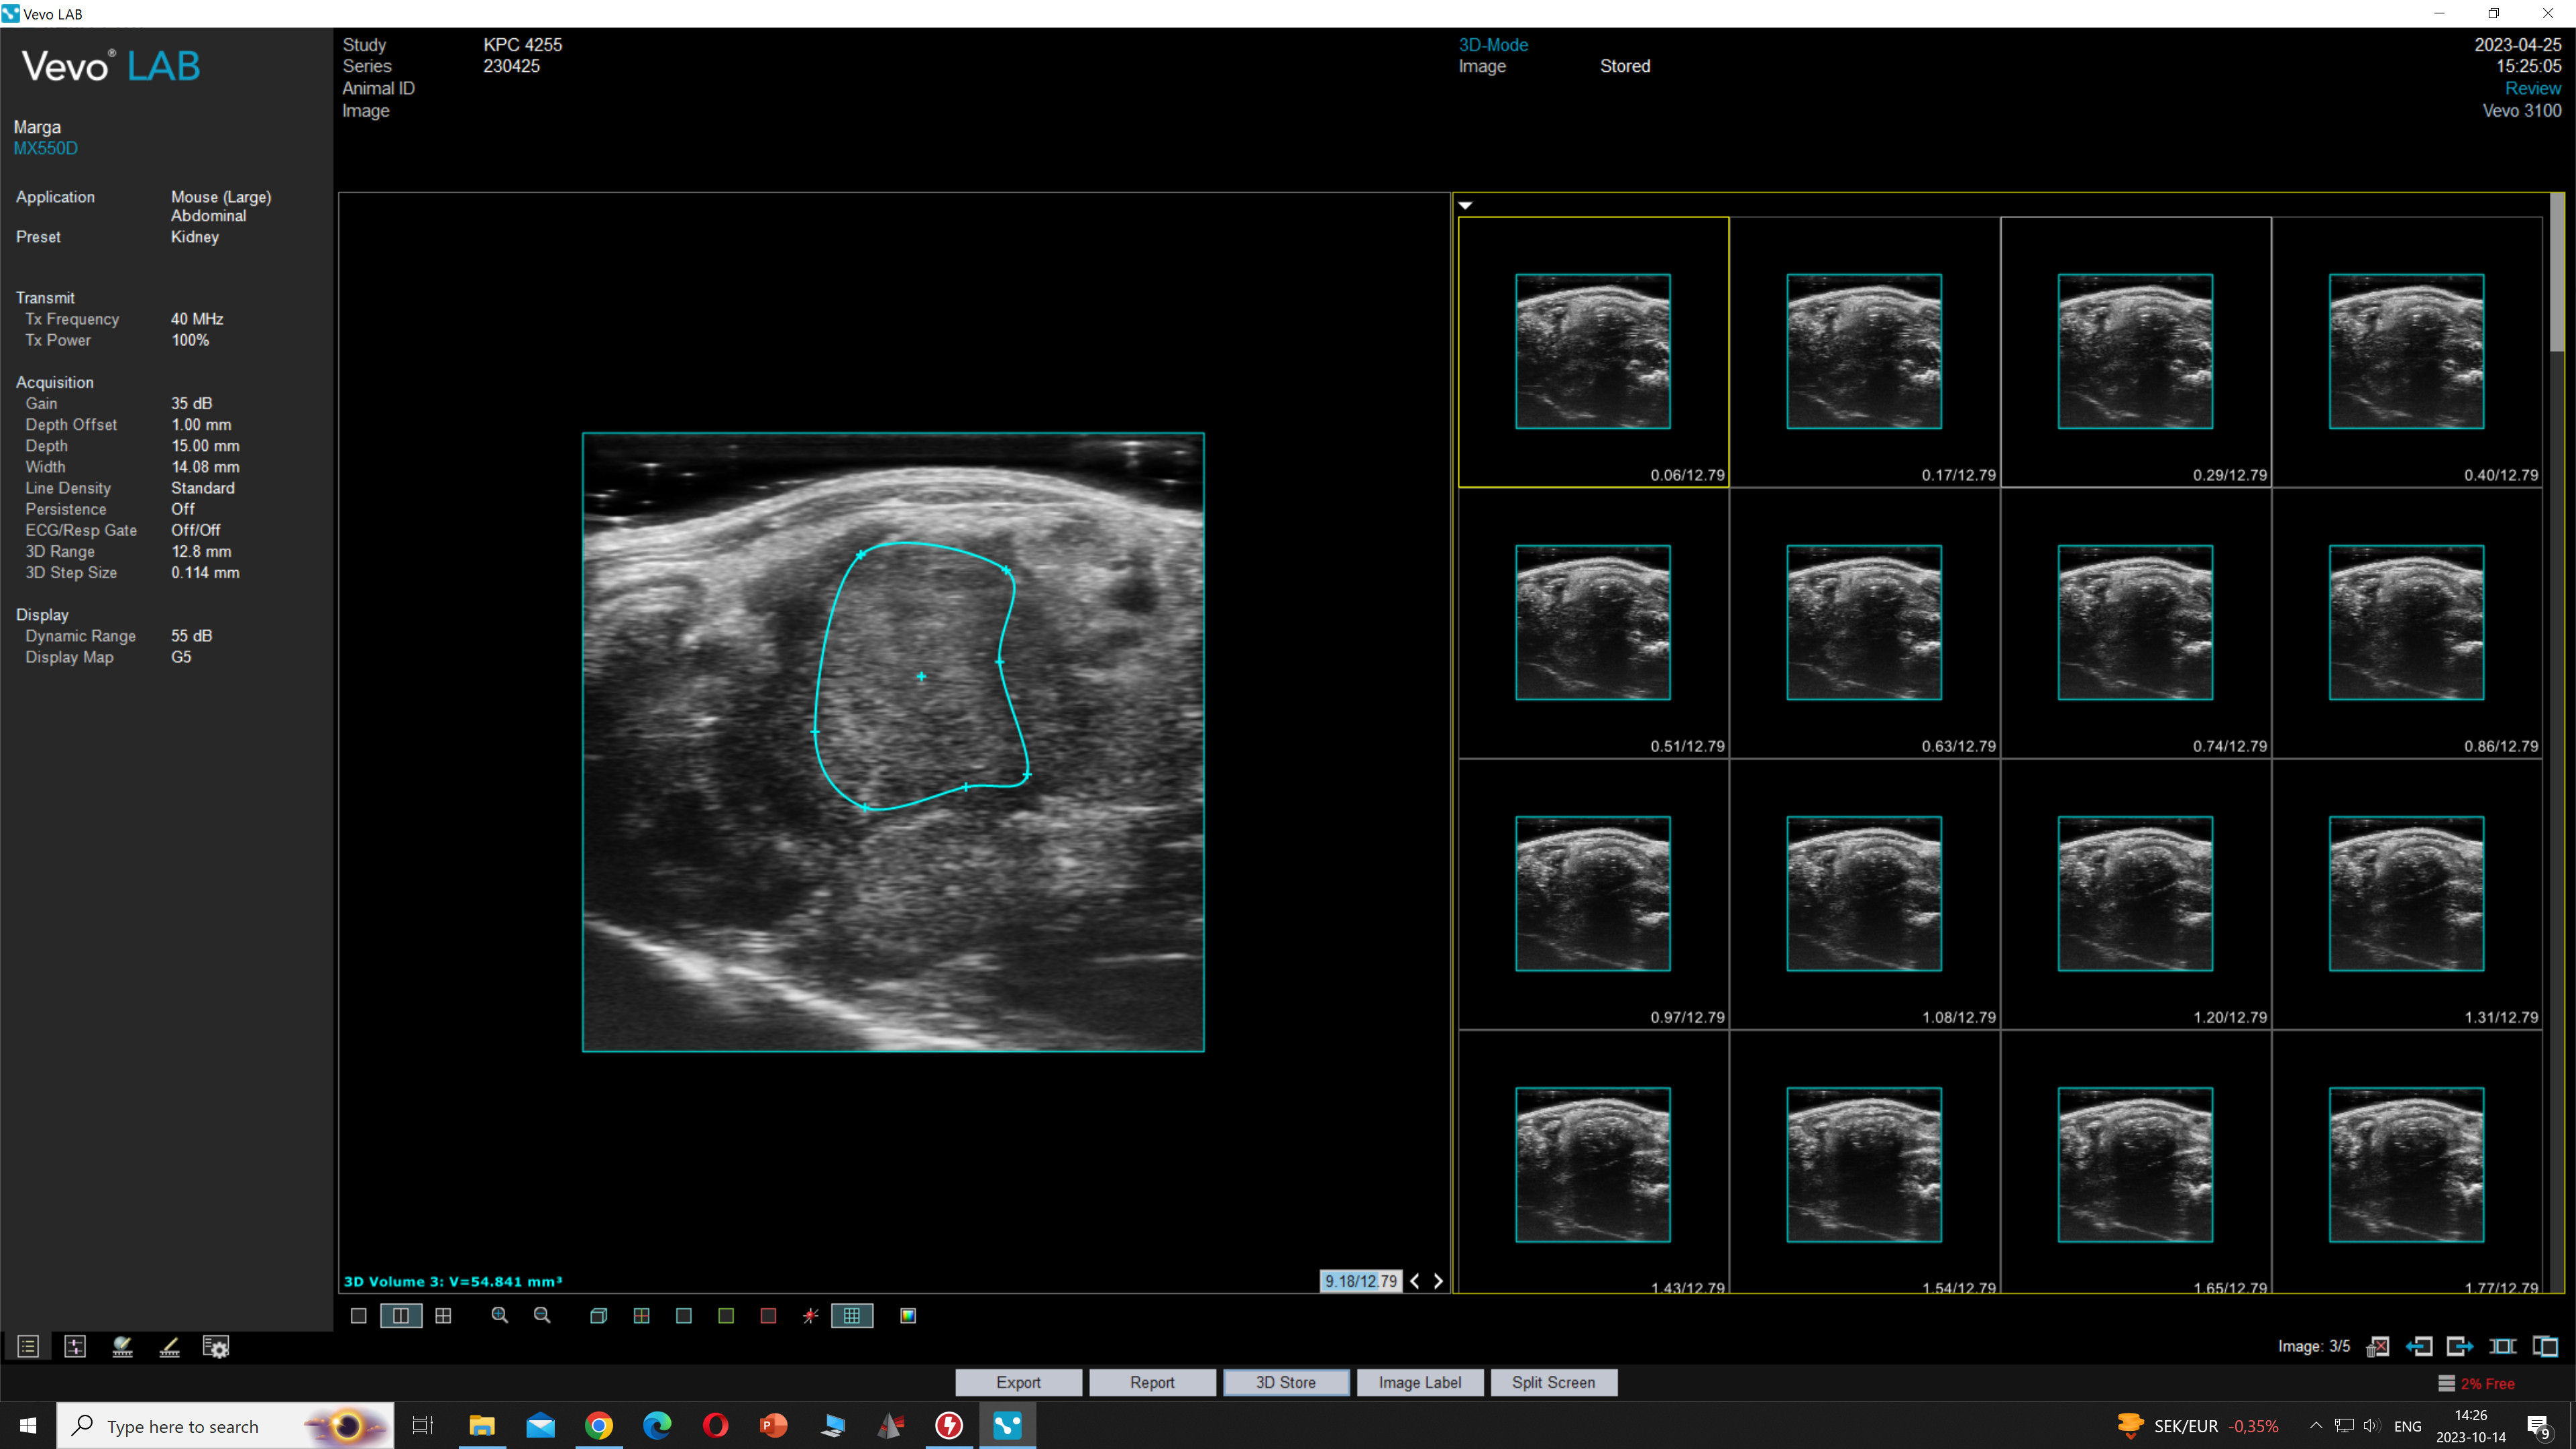 Vevo LAB
Vevo® LAB
Study KPC 4255
Series 230425
Animal ID
Image
3D-Mode
Image Stored
2023-04-25
15:25:05
Review
Vevo 3100
Marga
MX550D
Application Mouse (Large)
Abdominal
Preset Kidney
Transmit
Tx Frequency 40 MHz
Tx Power 100%
Acquisition
Gain 35 dB
Depth Offset 1.00 mm
Depth 15.00 mm
Width 14.08 mm
Line Density Standard
Persistence Off
ECG/Resp Gate Off/Off
3D Range 12.8 mm
3D Step Size 0.114 mm
Display
Dynamic Range 55 dB
Display Map G5
0.06/12.79 0.17/12.79 0.29/12.79 0.40/12.79
0.51/12.79 0.63/12.79 0.74/12.79 0.86/12.79
0.97/12.79 1.08/12.79 1.20/12.79 1.31/12.79
1.43/12.79 1.54/12.79 1.65/12.79 1.77/12.79
3D Volume 3: V=54.841 mm³
9.18/12.79
Image: 3/5
Export Report 3D Store Image Label Split Screen
2% Free
Type here to search
SEK/EUR -0,35%
ENG
14:26
2023-10-14
9